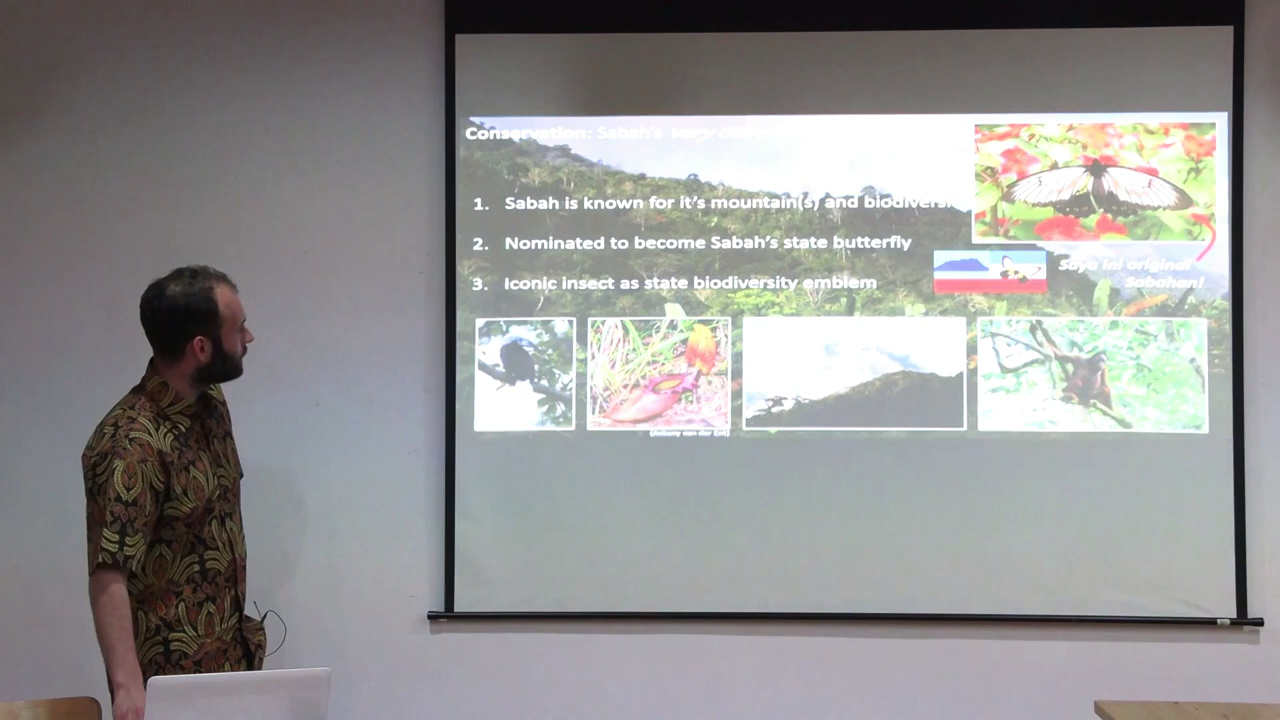 Conservation: Sabah's very
1. Sabah is known for it's mountain(s) and
2. Nominated to become Sabah's state butterfly
3. Iconic insect as state biodiversity emblem
Saya ini original
Sabahan!